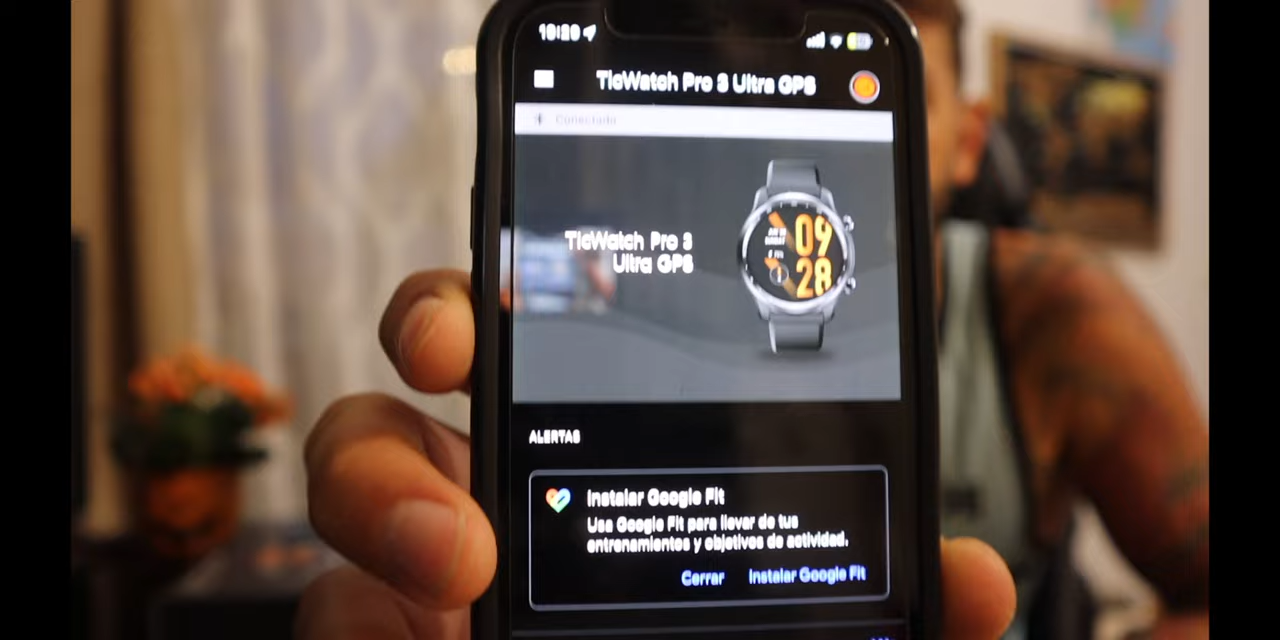 TicWatch Pro 3 Ultra GPS
Conectado
TicWatch Pro 3
Ultra GPS
09
28
ALERTAS
Instalar Google Fit
Usa Google Fit para llevar de tus
entrenamientos y objetivos de actividad.
Cerrar Instalar Google Fit